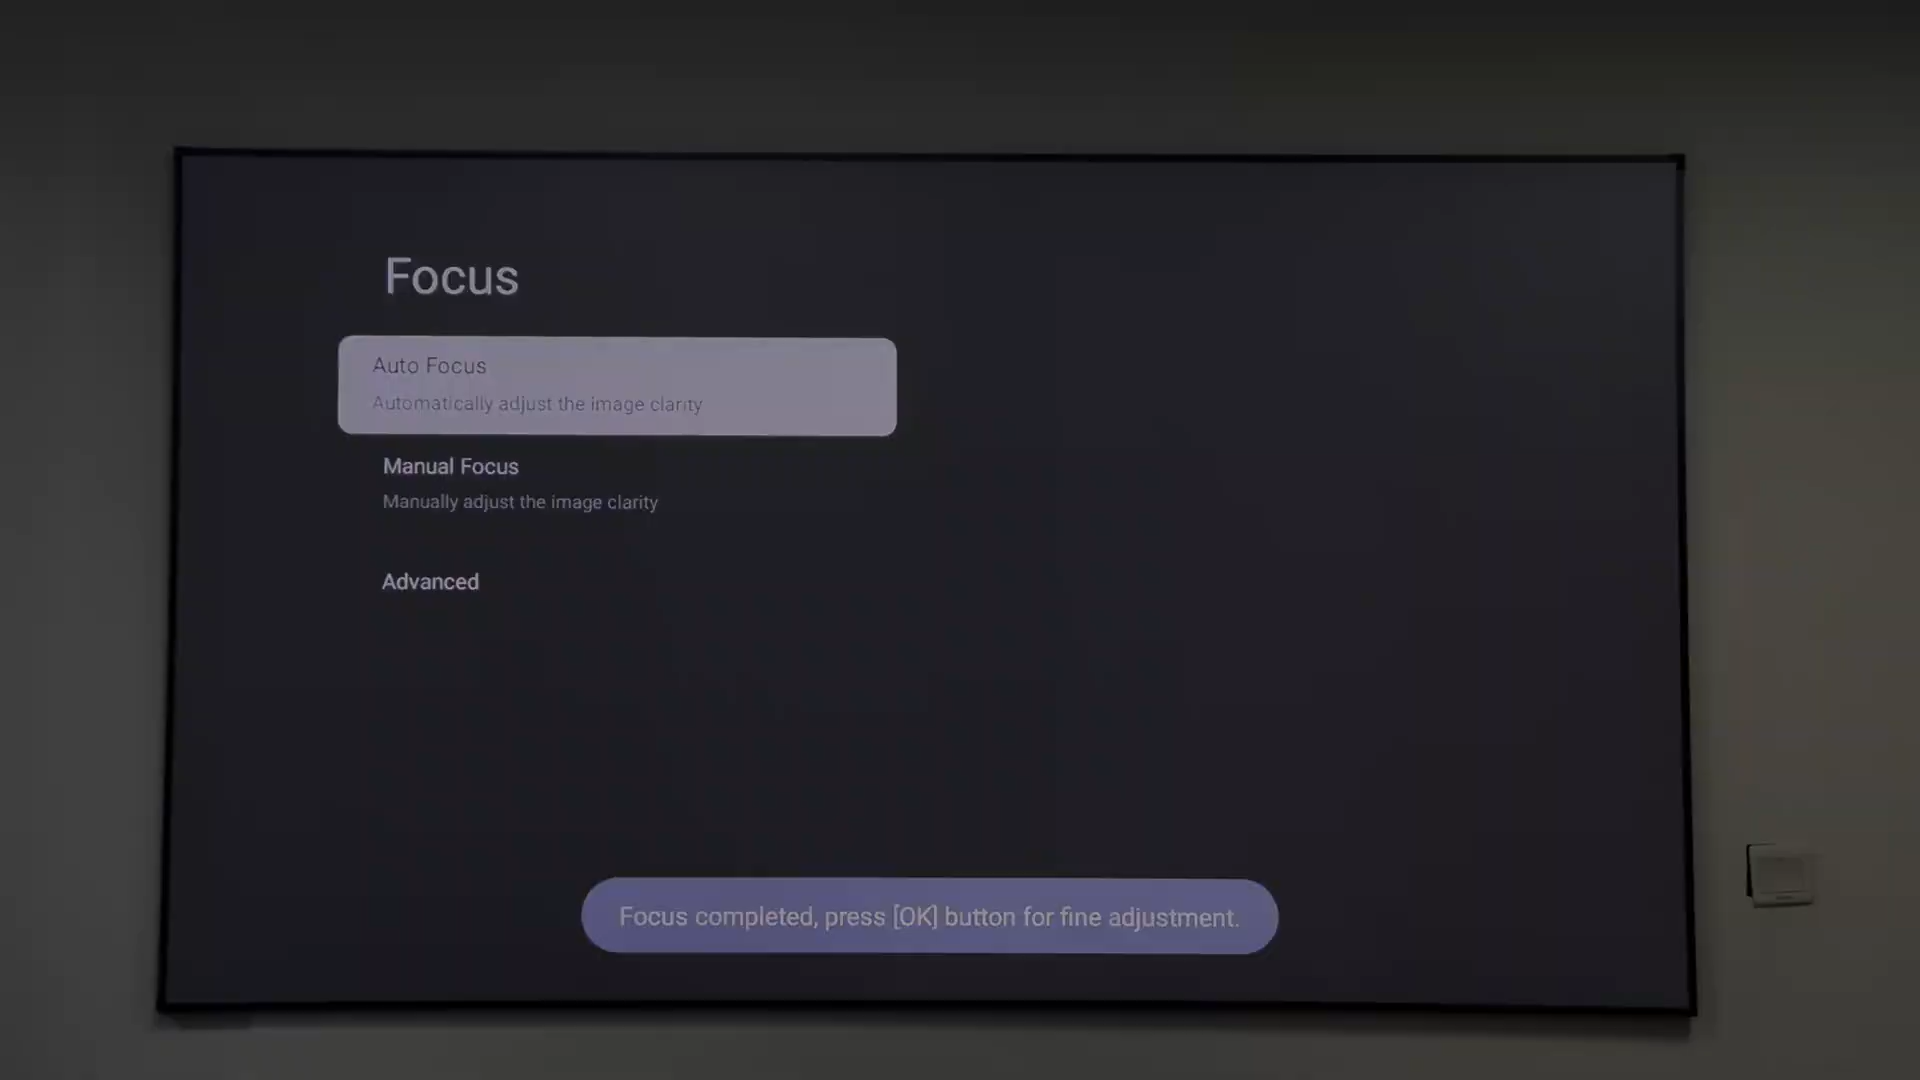 Focus
Auto Focus
Automatically adjust the image clarity
Manual Focus
Manually adjust the image clarity
Advanced
Focus completed, press [OK] button for fine adjustment.